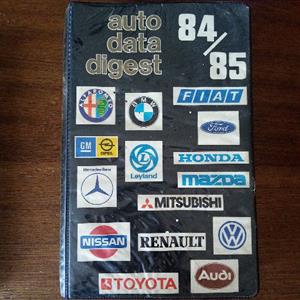 auto
data
digest
84/
85
ALFA ROMEO
BMW
FIAT
Ford
GM
OPEL
Leyland
HONDA
Mercedes-Benz
mazda
MITSUBISHI
NISSAN
RENAULT
TOYOTA
Audi